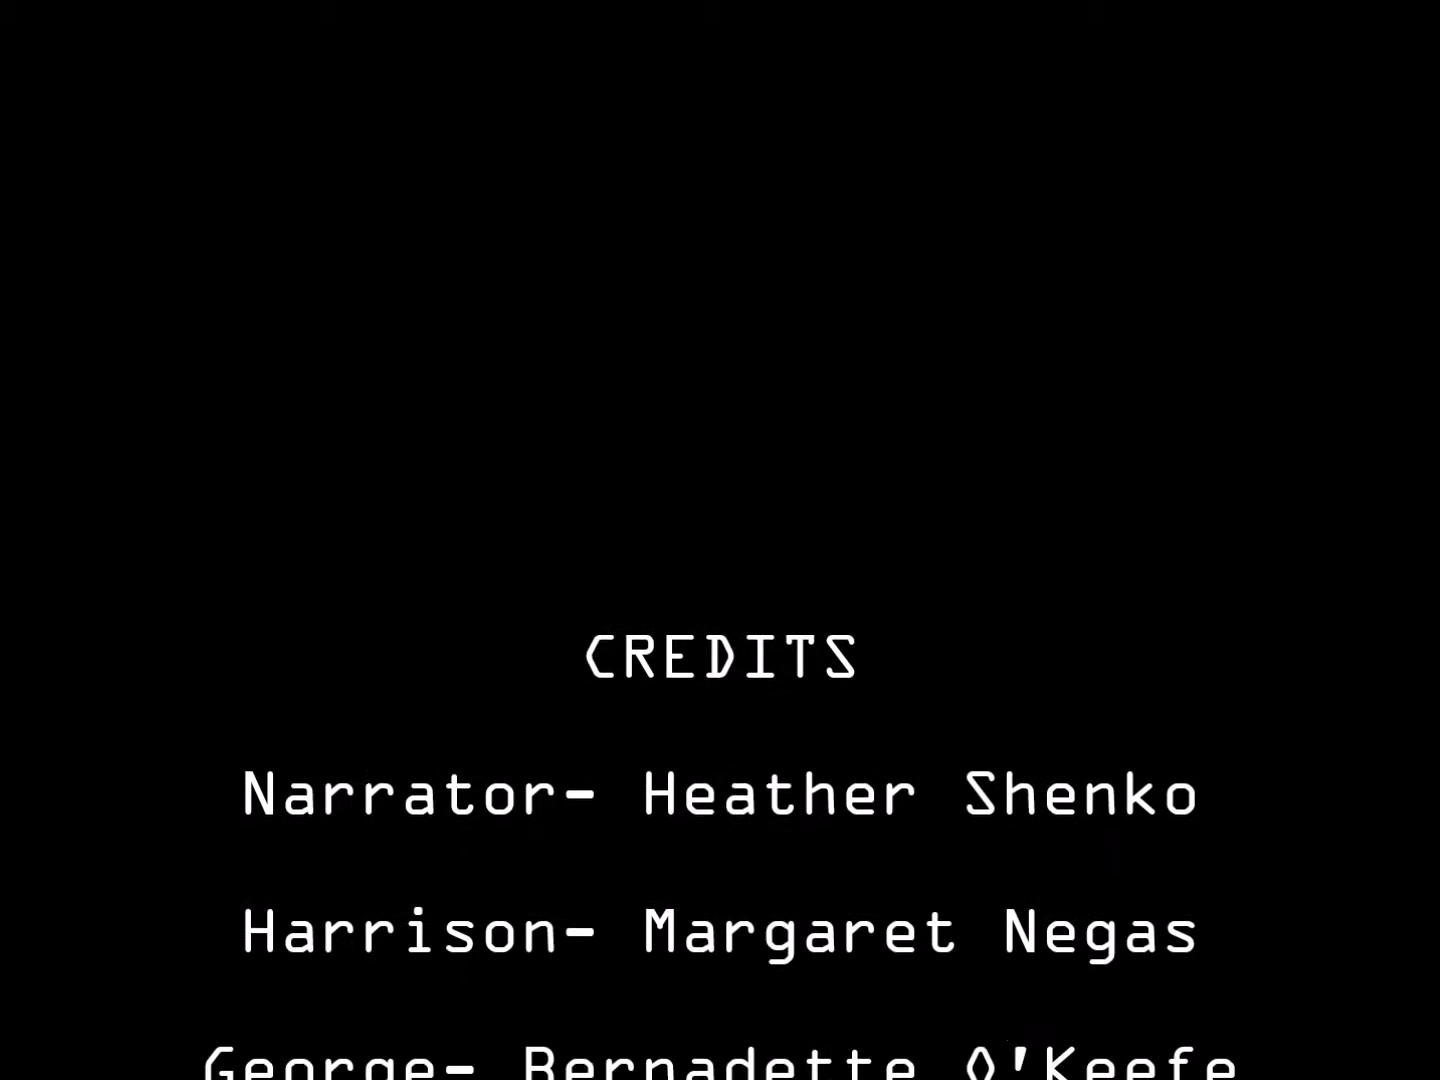 CREDITS
Narrator- Heather Shenko
Harrison- Margaret Negas
George- Bernadette O'Keefe